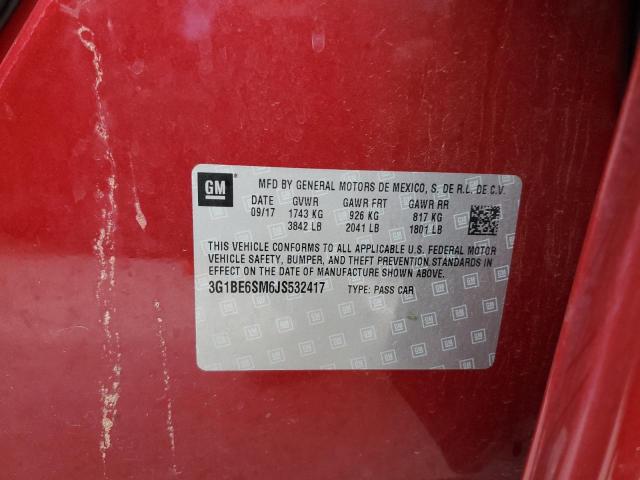 GM MFD BY GENERAL MOTORS DE MEXICO, S. DE R.L. DE C.V.
DATE GVWR GAWR FRT GAWR RR
09/17 1743 KG 926 KG 817 KG
3842 LB 2041 LB 1801 LB
THIS VEHICLE CONFORMS TO ALL APPLICABLE U.S. FEDERAL MOTOR
VEHICLE SAFETY, BUMPER, AND THEFT PREVENTION STANDARDS IN
EFFECT ON THE DATE OF MANUFACTURE SHOWN ABOVE.
3G1BE6SM6JS532417 TYPE: PASS CAR